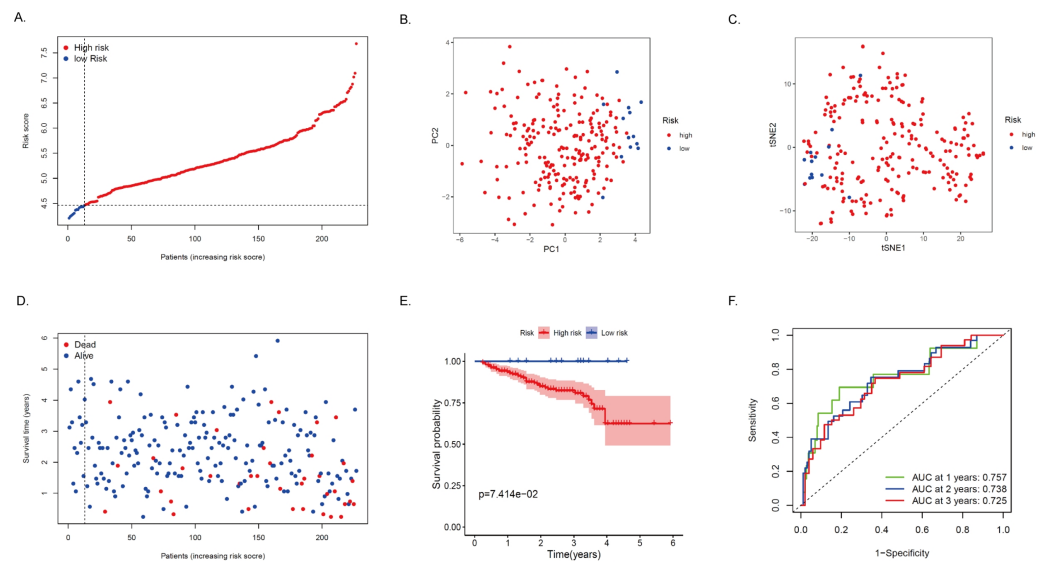 A.
High risk
low Risk
Risk score
4.5 5.0 5.5 6.0 6.5 7.0 7.5
0 50 100 150 200
Patients (increasing risk socre)
B.
PC2
4
2
0
−2
−6 −4 −2 0 2 4
PC1
Risk
high
low
C.
tSNE2
10
0
−10
−20 −10 0 10 20
tSNE1
Risk
high
low
D.
Dead
Alive
Survival time (years)
1 2 3 4 5 6
0 50 100 150 200
Patients (increasing risk socre)
E.
Risk High risk Low risk
Survival probability
1.00
0.75
0.50
0.25
0.00
p=7.414e−02
0 1 2 3 4 5 6
Time(years)
F.
Sensitivity
0.0 0.2 0.4 0.6 0.8 1.0
AUC at 1 years: 0.757
AUC at 2 years: 0.738
AUC at 3 years: 0.725
0.0 0.2 0.4 0.6 0.8 1.0
1−Specificity